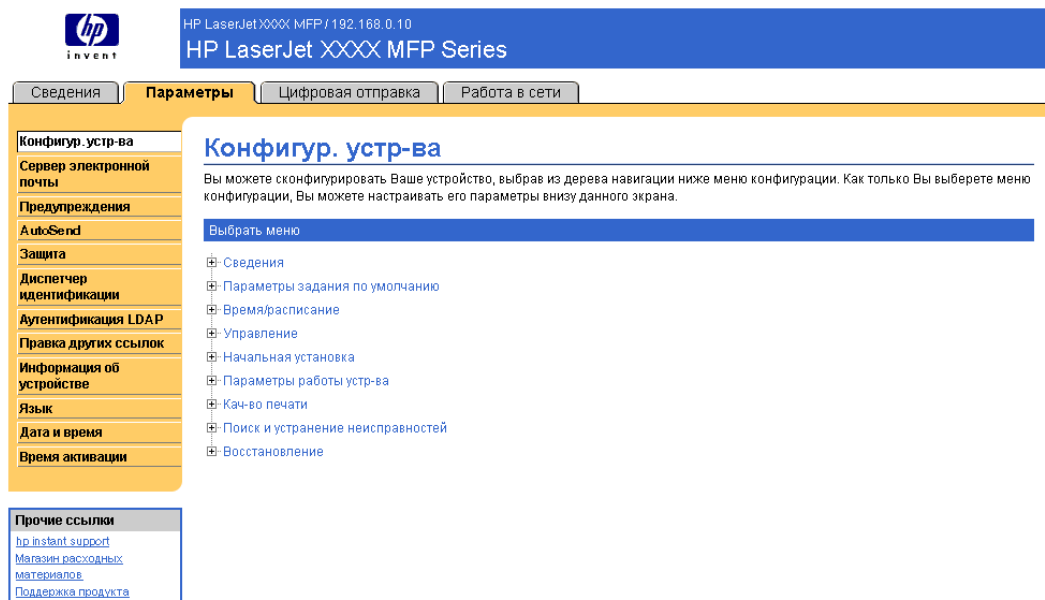 hp
invent
HP LaserJet XXXX MFP / 192.168.0.10
HP LaserJet XXXX MFP Series
Сведения
Параметры
Цифровая отправка
Работа в сети
Конфигур. устр-ва
Сервер электронной
почты
Предупреждения
AutoSend
Защита
Диспетчер
идентификации
Аутентификация LDAP
Правка других ссылок
Информация об
устройстве
Язык
Дата и время
Время активации
Прочие ссылки
hp instant support
Магазин расходных
материалов
Поддержка продукта
Конфигур. устр-ва
Вы можете сконфигурировать Ваше устройство, выбрав из дерева навигации ниже меню конфигурации. Как только Вы выберете меню
конфигурации, Вы можете настраивать его параметры внизу данного экрана.
Выбрать меню
Сведения
Параметры задания по умолчанию
Время/расписание
Управление
Начальная установка
Параметры работы устр-ва
Кач-во печати
Поиск и устранение неисправностей
Восстановление